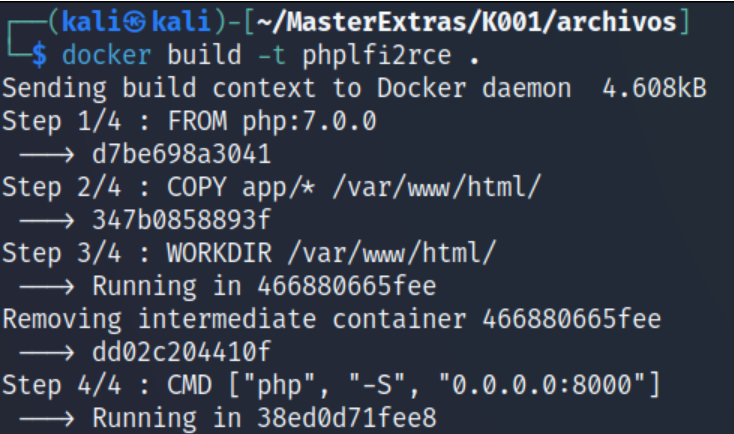 ┌──(kali㉿kali)-[~/MasterExtras/K001/archivos]
└─$ docker build -t phplfi2rce .
Sending build context to Docker daemon  4.608kB
Step 1/4 : FROM php:7.0.0
 ---> d7be698a3041
Step 2/4 : COPY app/* /var/www/html/
 ---> 347b0858893f
Step 3/4 : WORKDIR /var/www/html/
 ---> Running in 466880665fee
Removing intermediate container 466880665fee
 ---> dd02c204410f
Step 4/4 : CMD ["php", "-S", "0.0.0.0:8000"]
 ---> Running in 38ed0d71fee8